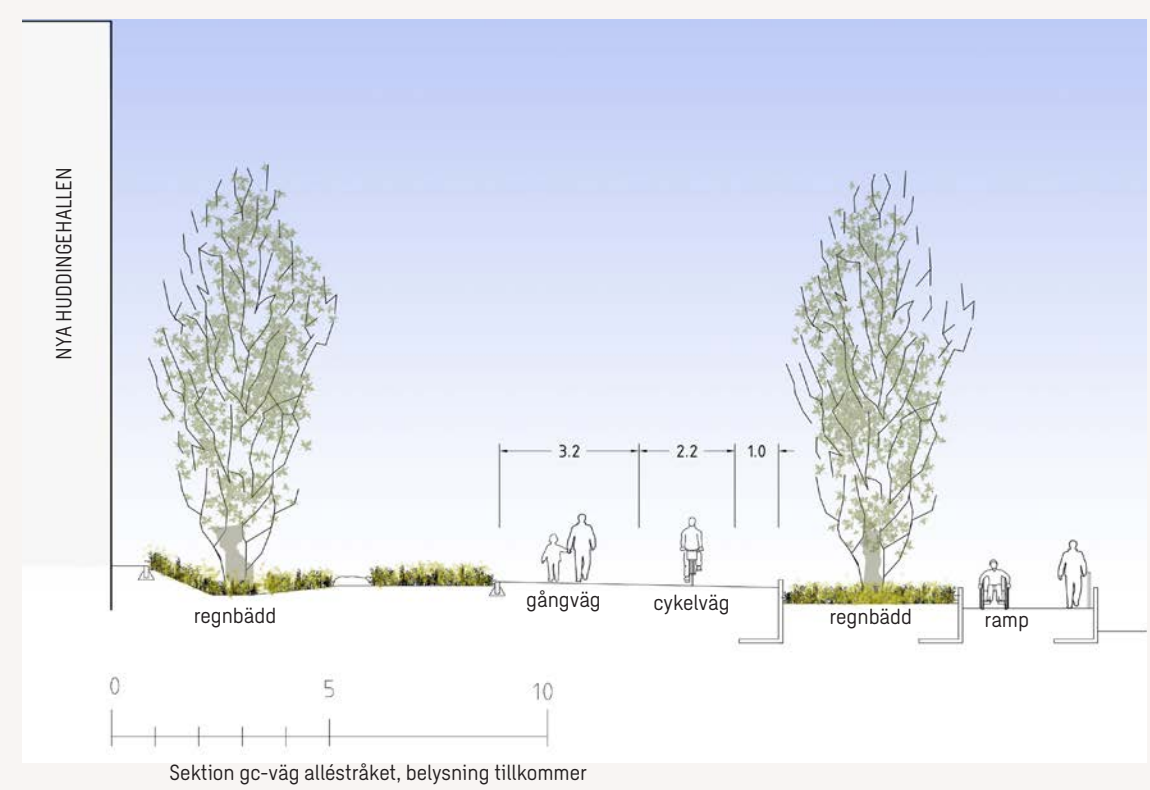 NYA HUDDINGEHALLEN
3.2 2.2 1.0
gångväg cykelväg
regnbädd regnbädd ramp
0 5 10
Sektion gc-väg alléstråket, belysning tillkommer